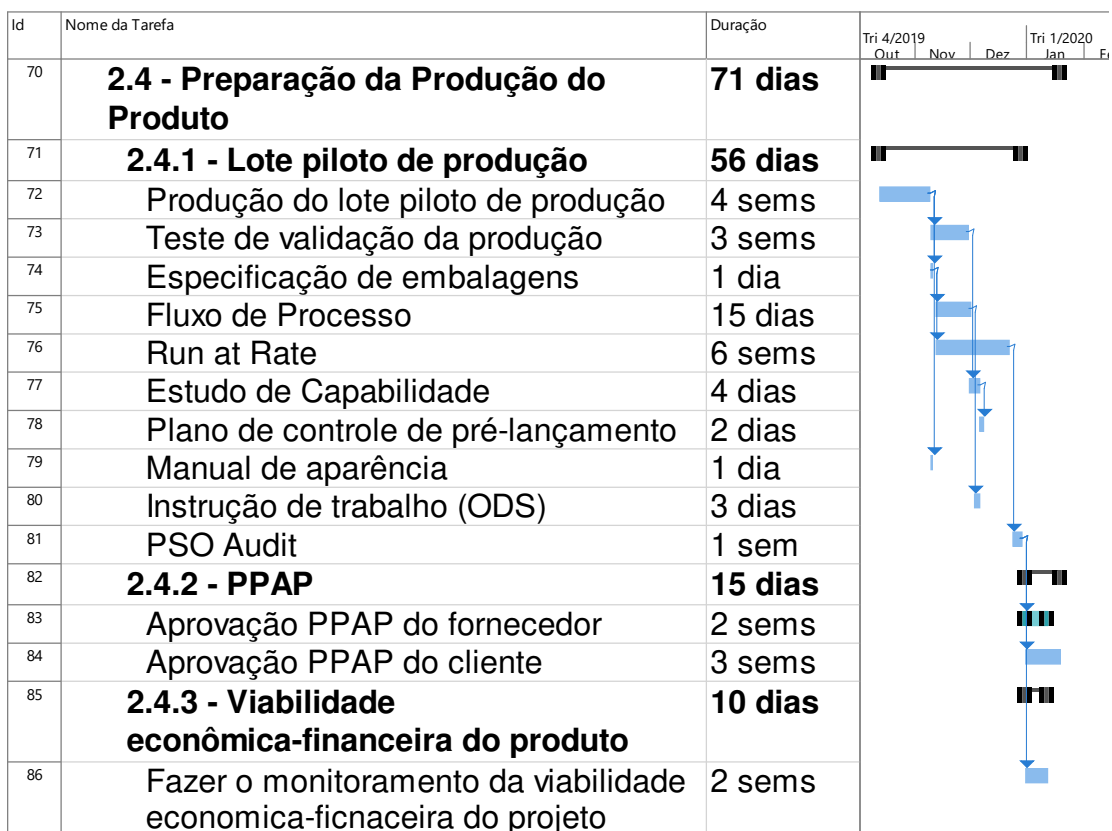 Id Nome da Tarefa Duração Tri 4/2019 Tri 1/2020
Out Nov Dez Jan Fe
70 2.4 - Preparação da Produção do 71 dias
Produto
71 2.4.1 - Lote piloto de produção 56 dias
72 Produção do lote piloto de produção 4 sems
73 Teste de validação da produção 3 sems
74 Especificação de embalagens 1 dia
75 Fluxo de Processo 15 dias
76 Run at Rate 6 sems
77 Estudo de Capabilidade 4 dias
78 Plano de controle de pré-lançamento 2 dias
79 Manual de aparência 1 dia
80 Instrução de trabalho (ODS) 3 dias
81 PSO Audit 1 sem
82 2.4.2 - PPAP 15 dias
83 Aprovação PPAP do fornecedor 2 sems
84 Aprovação PPAP do cliente 3 sems
85 2.4.3 - Viabilidade 10 dias
econômica-financeira do produto
86 Fazer o monitoramento da viabilidade 2 sems
economica-ficnaceira do projeto